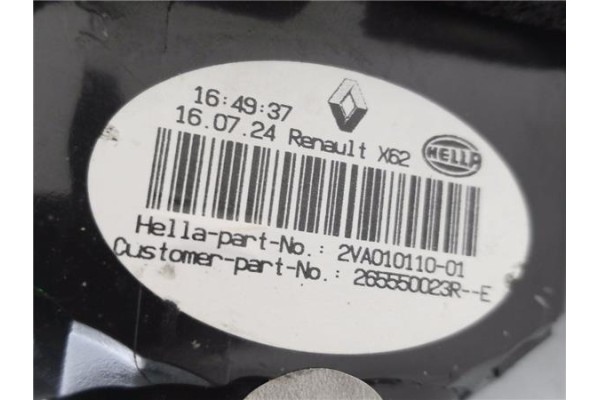 16:49:37
16.07.24 Renault X62
HELLA
Hella-part-No.: 2VA010110-01
Customer-part-No.: 265550023R--E